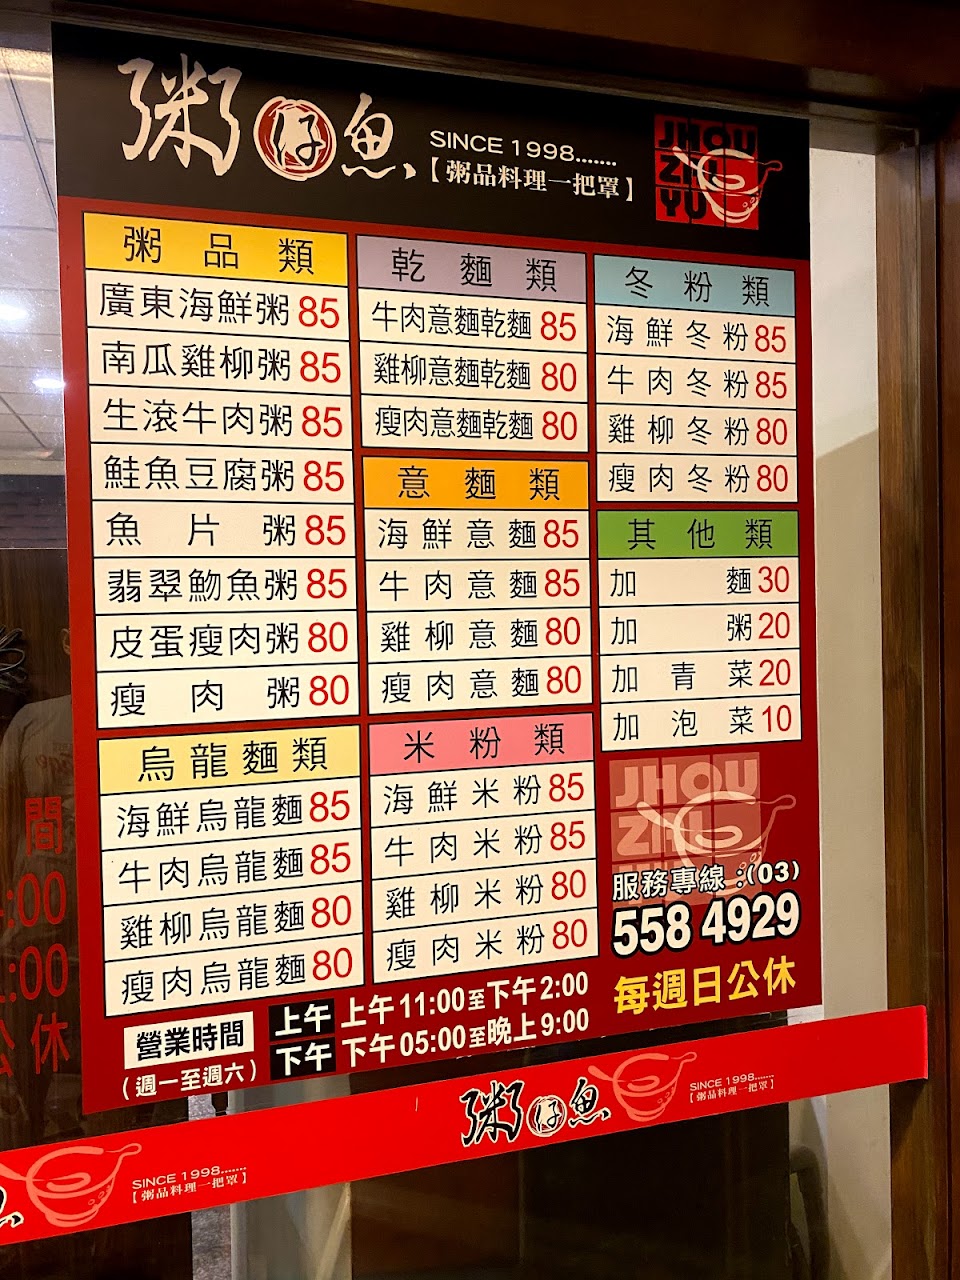 粥仔魚
SINCE 1998.......
【粥品料理一把罩】
JHOU
ZIH
YU
粥品類
廣東海鮮粥 85
南瓜雞柳粥 85
生滾牛肉粥 85
鮭魚豆腐粥 85
魚片粥 85
翡翠魩魚粥 85
皮蛋瘦肉粥 80
瘦肉粥 80
烏龍麵類
海鮮烏龍麵 85
牛肉烏龍麵 85
雞柳烏龍麵 80
瘦肉烏龍麵 80
乾麵類
牛肉意麵乾麵 85
雞柳意麵乾麵 80
瘦肉意麵乾麵 80
意麵類
海鮮意麵 85
牛肉意麵 85
雞柳意麵 80
瘦肉意麵 80
米粉類
海鮮米粉 85
牛肉米粉 85
雞柳米粉 80
瘦肉米粉 80
冬粉類
海鮮冬粉 85
牛肉冬粉 85
雞柳冬粉 80
瘦肉冬粉 80
其他類
加麵 30
加粥 20
加青菜 20
加泡菜 10
JHOU
服務專線:(03)
558 4929
每週日公休
營業時間
(週一至週六)
上午 上午11:00至下午2:00
下午 下午05:00至晚上9:00
間
:00
:00
公休
粥仔魚
SINCE 1998.......
【粥品料理一把罩】
SINCE 1998.......
【粥品料理一把罩】